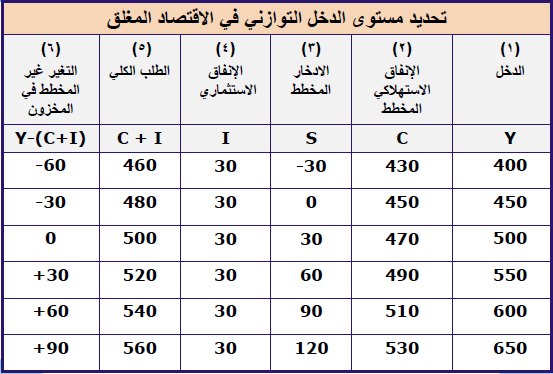 تحديد مستوى الدخل التوازني في الاقتصاد المغلق
(١) (٢) (٣) (٤) (٥) (٦)
الدخل الإنفاق الاستهلاكي المخطط الادخار المخطط الإنفاق الاستثماري الطلب الكلي التغير غير المخطط في المخزون
Y C S I C + I Y-(C+I)
400 430 -30 30 460 -60
450 450 0 30 480 -30
500 470 30 30 500 0
550 490 60 30 520 +30
600 510 90 30 540 +60
650 530 120 30 560 +90